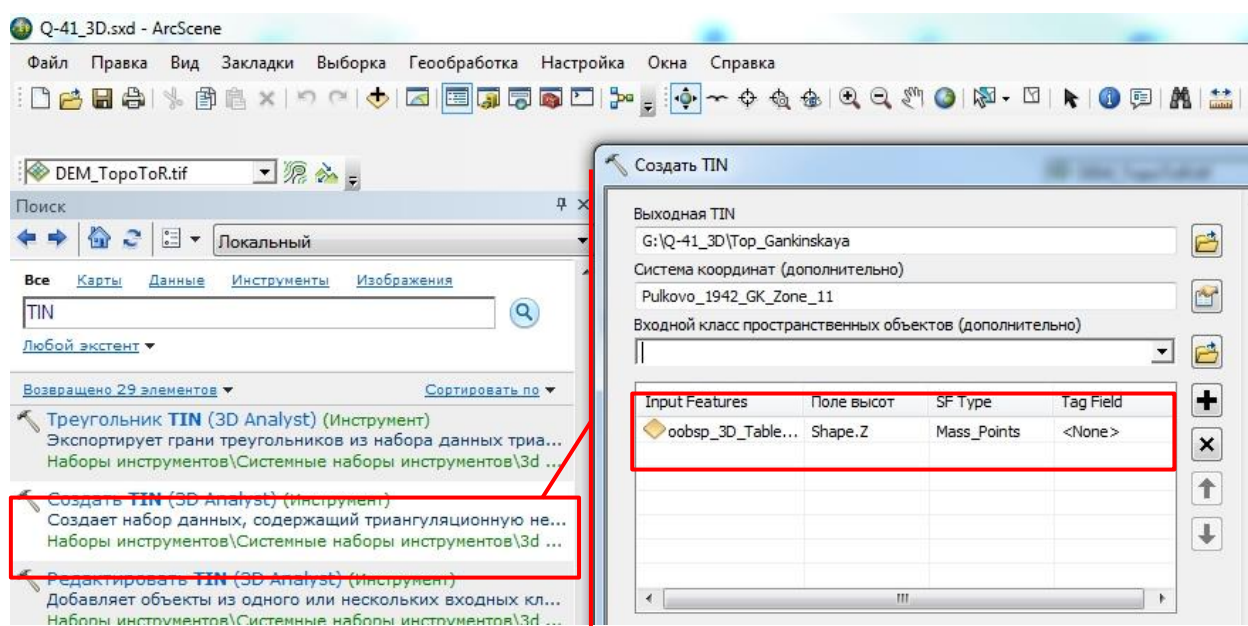 Q-41_3D.sxd - ArcScene
Файл Правка Вид Закладки Выборка Геообработка Настройка Окна Справка
DEM_TopoToR.tif
Поиск
Локальный
Все Карты Данные Инструменты Изображения
TIN
Любой экстент
Возвращено 29 элементов Сортировать по
Треугольник TIN (3D Analyst) (Инструмент)
Экспортирует грани треугольников из набора данных триа...
Наборы инструментов\Системные наборы инструментов\3d ...
Создать TIN (3D Analyst) (Инструмент)
Создает набор данных, содержащий триангуляционную не...
Наборы инструментов\Системные наборы инструментов\3d ...
Редактировать TIN (3D Analyst) (Инструмент)
Добавляет объекты из одного или нескольких входных кл...
Наборы инструментов\Системные наборы инструментов\3d ...
Создать TIN
Выходная TIN
G:\Q-41_3D\Top_Gankinskaya
Система координат (дополнительно)
Pulkovo_1942_GK_Zone_11
Входной класс пространственных объектов (дополнительно)
Input Features Поле высот SF Type Tag Field
oobsp_3D_Table... Shape.Z Mass_Points <None>